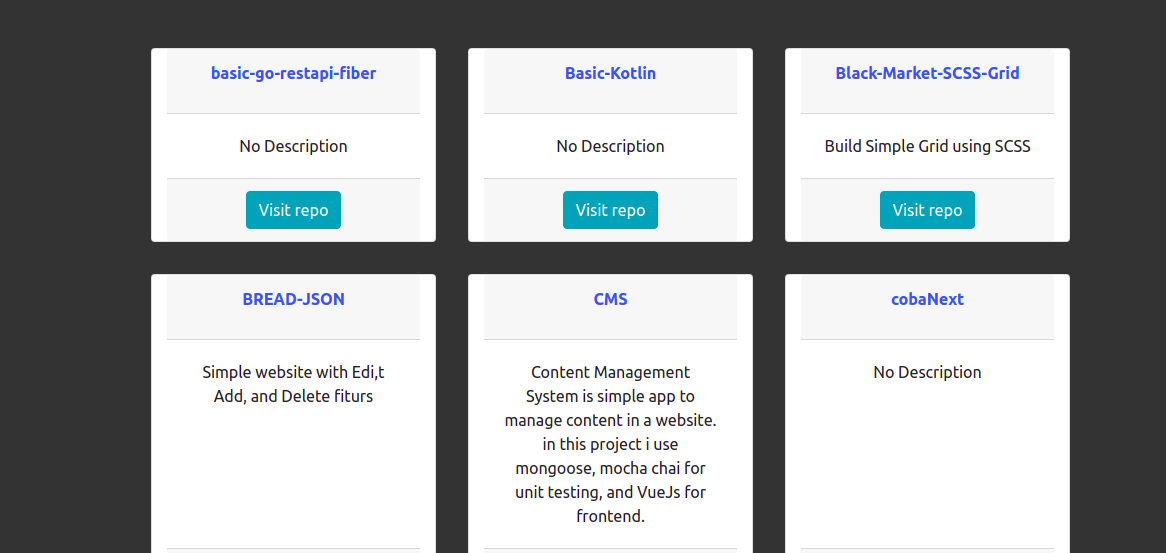 basic-go-restapi-fiber
No Description
Visit repo
Basic-Kotlin
No Description
Visit repo
Black-Market-SCSS-Grid
Build Simple Grid using SCSS
Visit repo
BREAD-JSON
Simple website with Edi,t
Add, and Delete fiturs
CMS
Content Management
System is simple app to
manage content in a website.
in this project i use
mongoose, mocha chai for
unit testing, and VueJs for
frontend.
cobaNext
No Description